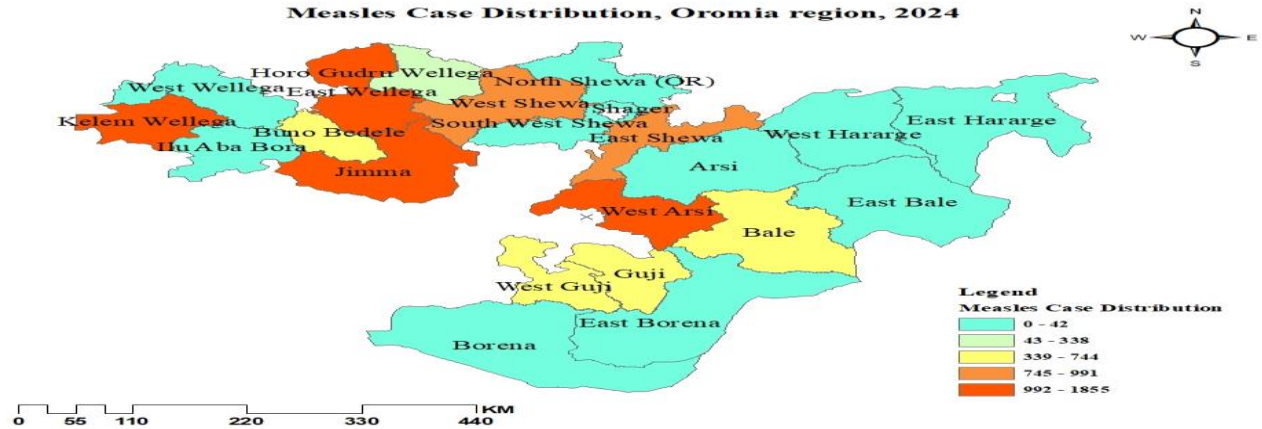 Measles Case Distribution, Oromia region, 2024
N
W E
S
Horo Gudru Wellega
North Shewa (OR)
West Wellega
East Wellega
West Shewa
Shager
Kelem Wellega
South West Shewa
East Hararge
Buno Bedele
East Shewa
West Hararge
Ilu Aba Bora
Arsi
Jimma
East Bale
West Arsi
Bale
Guji
West Guji
East Borena
Borena
Legend
Measles Case Distribution
0 - 42
43 - 338
339 - 744
745 - 991
992 - 1855
KM
0 55 110 220 330 440